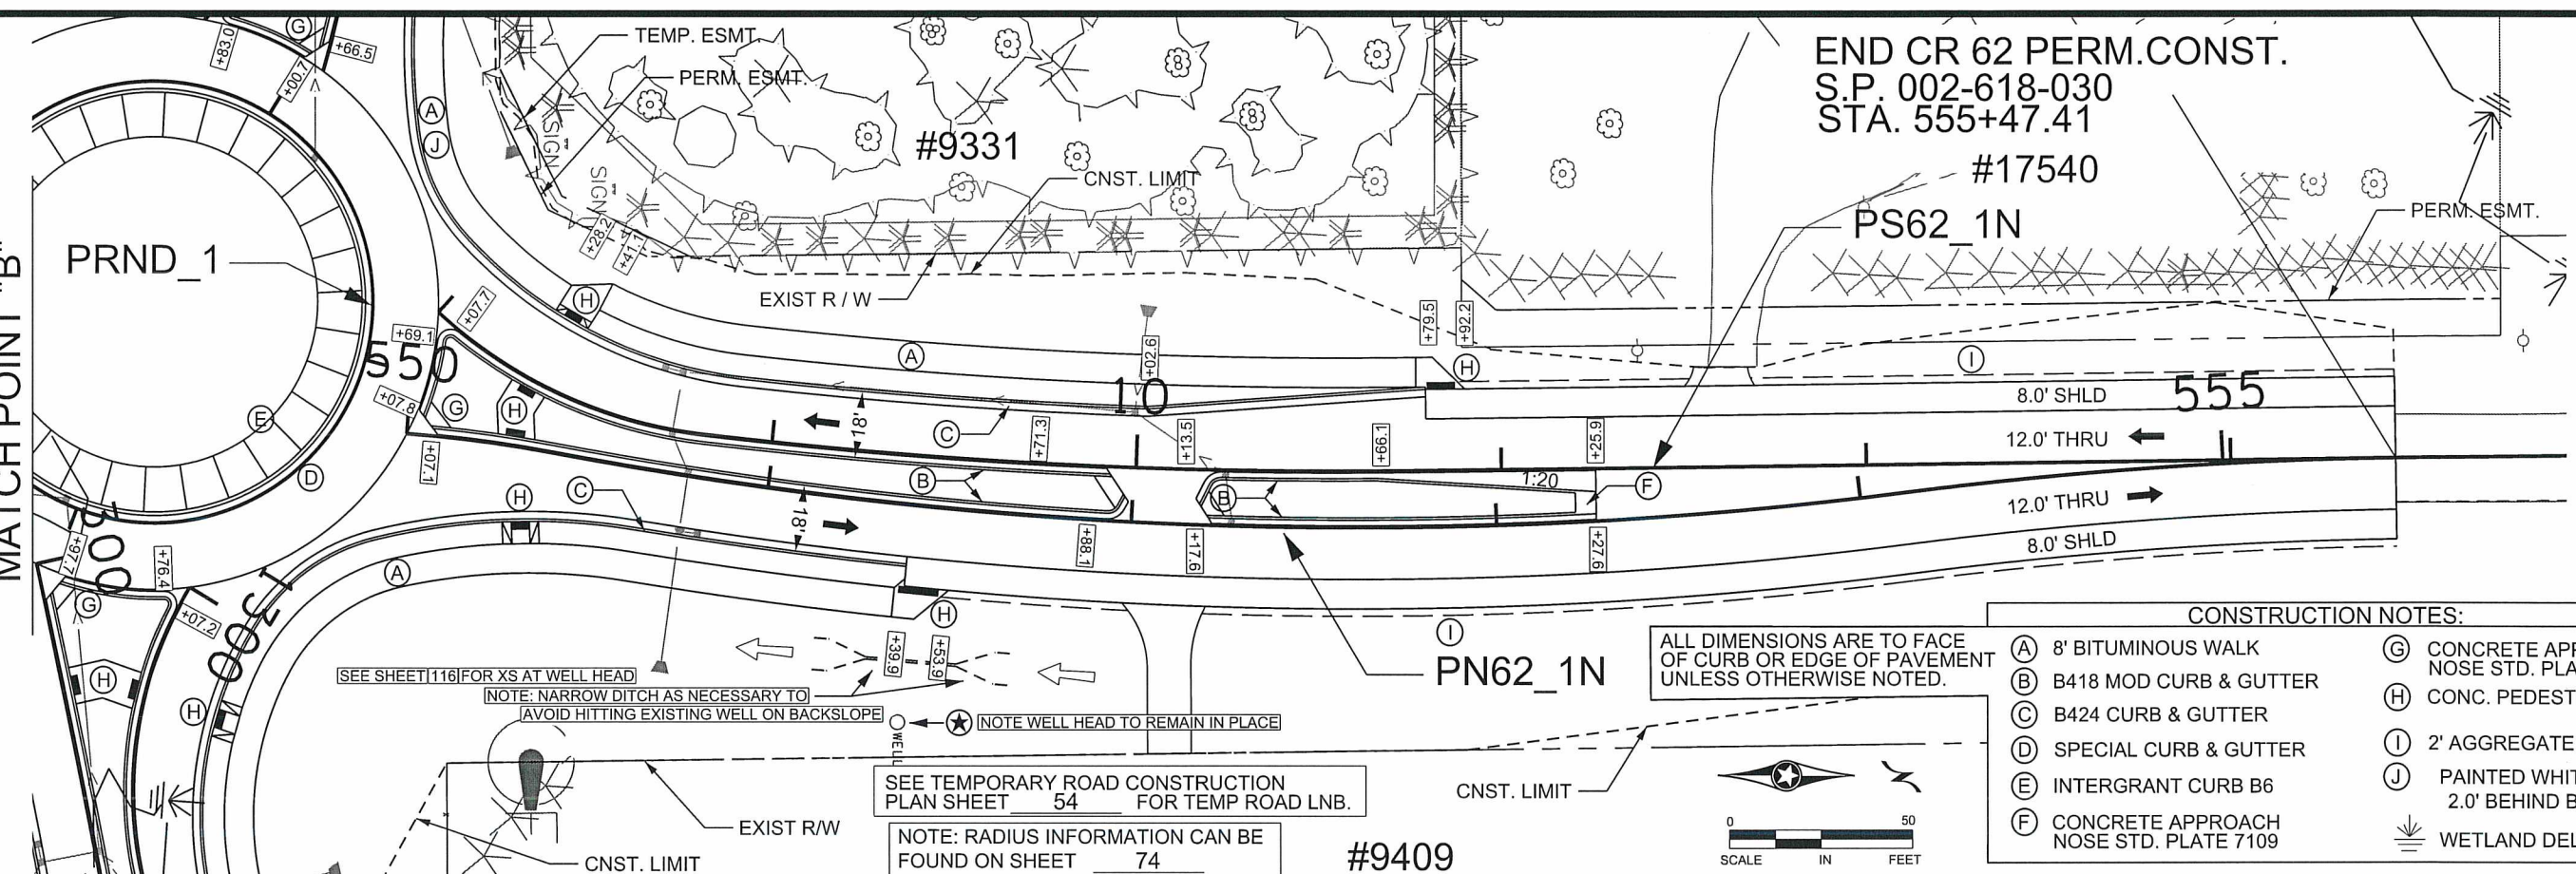 MATCH POINT "B"
G
+83.0
+00.7
+66.5
A
J
TEMP. ESMT.
PERM. ESMT.
SIGN
SIGN
#9331
CNST. LIMIT
+28.2
+41.1
EXIST R / W
PRND_1
END CR 62 PERM.CONST.
S.P. 002-618-030
STA. 555+47.41
#17540
PS62_1N
PERM. ESMT.
H
+07.7
+69.1
550
+07.8
+07.1
G
H
E
D
A
+02.6
10
+79.5
+92.2
H
I
8.0' SHLD
555
C
18'
+71.3
+13.5
+66.1
+25.9
12.0' THRU
B
B
1:20
F
12.0' THRU
8.0' SHLD
H
C
18'
+88.1
+17.6
+27.6
+97.7
300
+76.4
G
+07.2
1300
A
H
H
H
+39.9
+53.9
I
PN62_1N
SEE SHEET 116 FOR XS AT WELL HEAD
NOTE: NARROW DITCH AS NECESSARY TO
AVOID HITTING EXISTING WELL ON BACKSLOPE
NOTE WELL HEAD TO REMAIN IN PLACE
WELL
EXIST R/W
CNST. LIMIT
CNST. LIMIT
SEE TEMPORARY ROAD CONSTRUCTION
PLAN SHEET 54 FOR TEMP ROAD LNB.
NOTE: RADIUS INFORMATION CAN BE
FOUND ON SHEET 74
#9409
ALL DIMENSIONS ARE TO FACE
OF CURB OR EDGE OF PAVEMENT
UNLESS OTHERWISE NOTED.
0 50
SCALE IN FEET
CONSTRUCTION NOTES:
A 8' BITUMINOUS WALK
B B418 MOD CURB & GUTTER
C B424 CURB & GUTTER
D SPECIAL CURB & GUTTER
E INTERGRANT CURB B6
F CONCRETE APPROACH
NOSE STD. PLATE 7109
G CONCRETE APP
NOSE STD. PLA
H CONC. PEDEST
I 2' AGGREGATE
J PAINTED WHIT
2.0' BEHIND B
WETLAND DEL